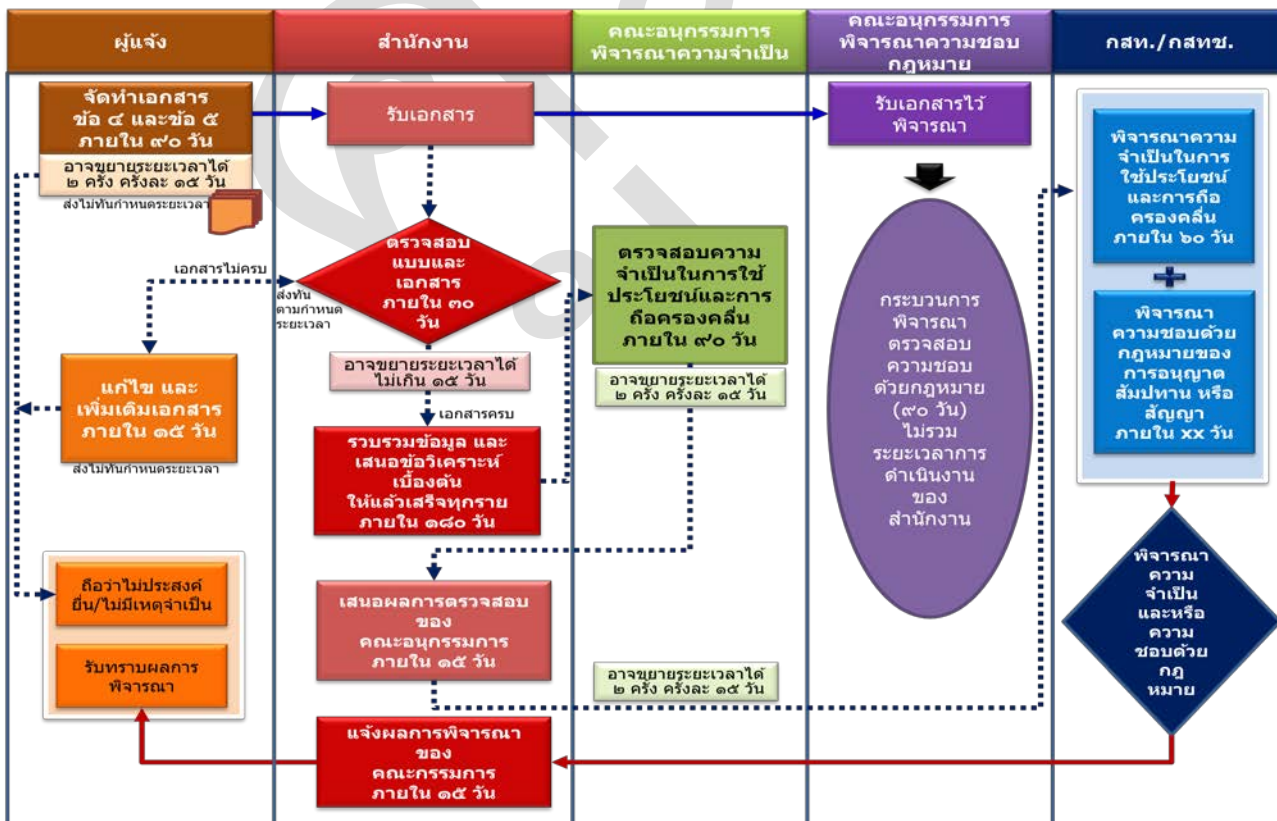 ผู้แจ้ง
สำนักงาน
คณะอนุกรรมการ
พิจารณาความจำเป็น
คณะอนุกรรมการ
พิจารณาความชอบ
กฎหมาย
กสท./กสทช.
จัดทำเอกสาร
ข้อ ๔ และข้อ ๕
ภายใน ๙๐ วัน
อาจขยายระยะเวลาได้
๒ ครั้ง ครั้งละ ๑๕ วัน
ส่งไม่ทันกำหนดระยะเวลา
เอกสารไม่ครบ
แก้ไข และ
เพิ่มเติมเอกสาร
ภายใน ๑๕ วัน
ส่งไม่ทันกำหนดระยะเวลา
ถือว่าไม่ประสงค์
ยื่น/ไม่มีเหตุจำเป็น
รับทราบผลการ
พิจารณา
รับเอกสาร
ตรวจสอบ
แบบและ
เอกสาร
ภายใน ๓๐
วัน
ส่งทัน
ตามกำหนด
ระยะเวลา
อาจขยายระยะเวลาได้
ไม่เกิน ๑๕ วัน
เอกสารครบ
รวบรวมข้อมูล และ
เสนอข้อวิเคราะห์
เบื้องต้น
ให้แล้วเสร็จทุกราย
ภายใน ๑๘๐ วัน
เสนอผลการตรวจสอบ
ของ
คณะอนุกรรมการ
ภายใน ๑๕ วัน
แจ้งผลการพิจารณา
ของ
คณะกรรมการ
ภายใน ๑๕ วัน
ตรวจสอบความ
จำเป็นในการใช้
ประโยชน์และการ
ถือครองคลื่น
ภายใน ๙๐ วัน
อาจขยายระยะเวลาได้
๒ ครั้ง ครั้งละ ๑๕ วัน
อาจขยายระยะเวลาได้
๒ ครั้ง ครั้งละ ๑๕ วัน
รับเอกสารไว้
พิจารณา
กระบวนการ
พิจารณา
ตรวจสอบ
ความชอบ
ด้วยกฎหมาย
(๙๐ วัน)
ไม่รวม
ระยะเวลาการ
ดำเนินงาน
ของ
สำนักงาน
พิจารณาความ
จำเป็นในการ
ใช้ประโยชน์
และการถือ
ครองคลื่น
ภายใน ๖๐ วัน
พิจารณา
ความชอบด้วย
กฎหมายของ
การอนุญาต
สัมปทาน หรือ
สัญญา
ภายใน xx วัน
พิจารณา
ความ
จำเป็น
และหรือ
ความ
ชอบด้วย
กฎ
หมาย